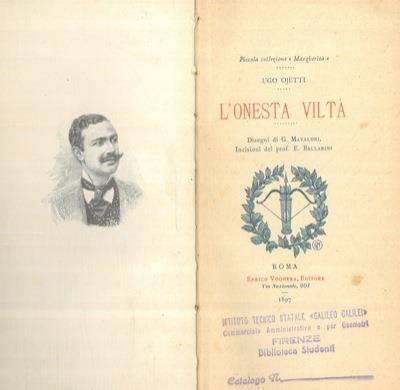 Piccola collezione « Margherita »
UGO OJETTI
L'ONESTA VILTÀ
Disegni di G. MATALONI,
Incisioni del prof. E. BALLARINI
ROMA
ENRICO VOGHERA, EDITORE
Via Nazionale, 201
1897
ISTITUTO TECNICO STATALE «GALILEO GALILEI»
Commerciale Amministrativo e per Geometri
FIRENZE
Biblioteca Studenti
Catalogo N.